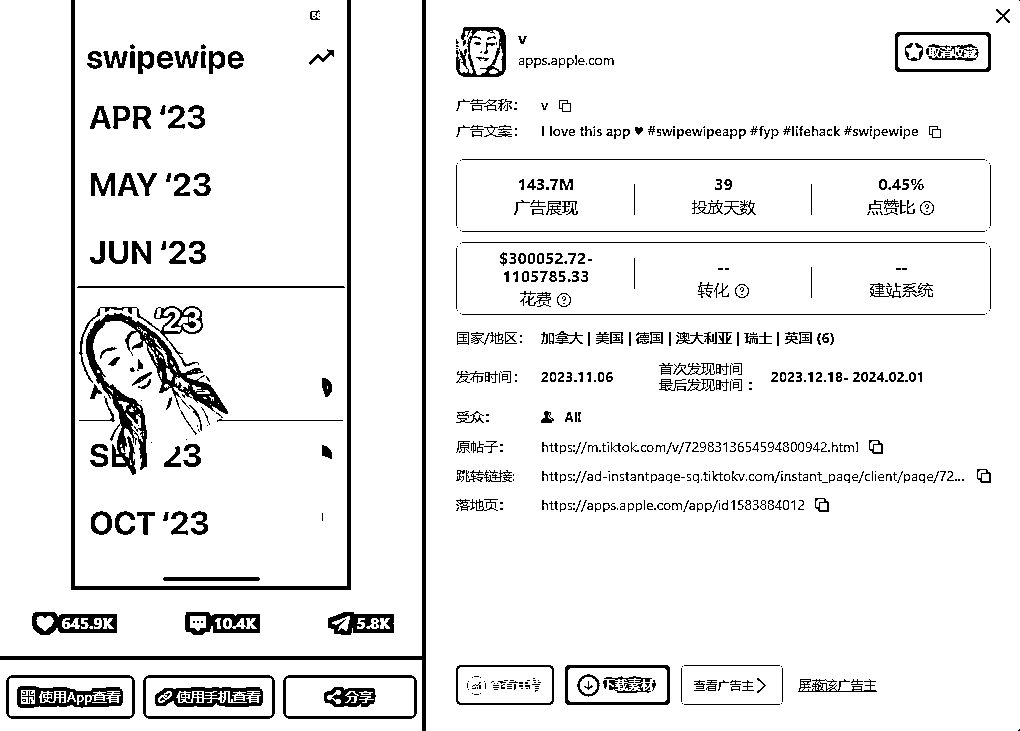 swipewipe
APR ‘23
MAY ‘23
JUN ‘23
‘23
23
OCT ‘23
645.9K
10.4K
5.8K
使用App查看
使用手机查看
分享
v
apps.apple.com
取消收藏
广告名称: v
广告文案: I love this app ♥ #swipewipeapp #fyp #lifehack #swipewipe
143.7M
广告展现
39
投放天数
0.45%
点赞比
$300052.72-
1105785.33
花费
--
转化
--
建站系统
国家/地区: 加拿大 | 美国 | 德国 | 澳大利亚 | 瑞士 | 英国 (6)
发布时间: 2023.11.06
首次发现时间
最后发现时间: 2023.12.18- 2024.02.01
受众: All
原帖子: https://m.tiktok.com/v/7298313654594800942.html
跳转链接: https://ad-instantpage-sg.tiktokv.com/instant_page/client/page/72...
落地页: https://apps.apple.com/app/id1583884012
下载素材
查看广告主
屏蔽该广告主